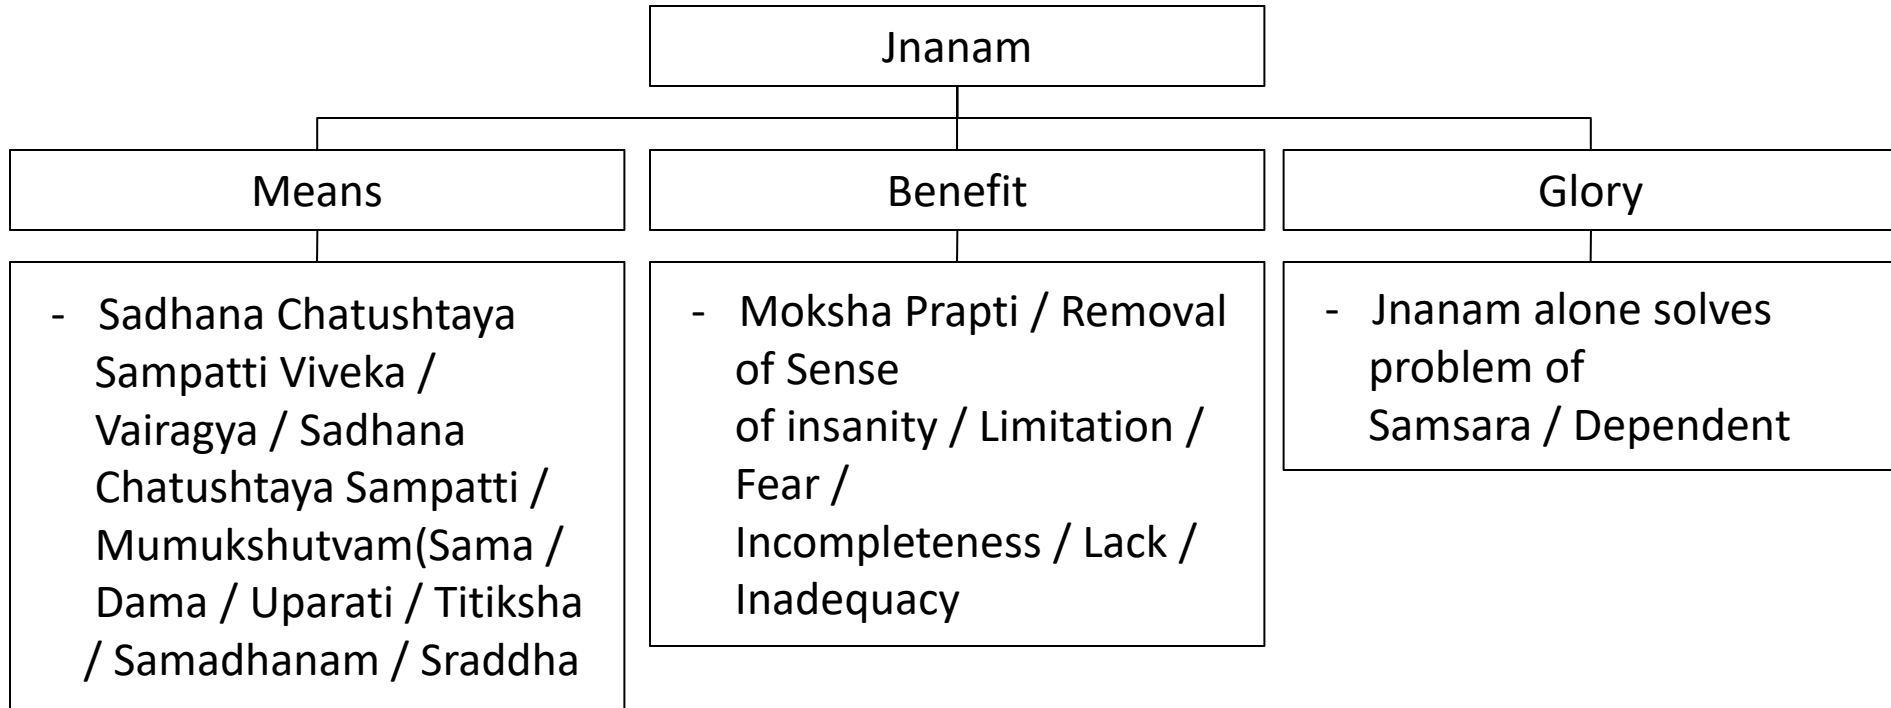 Jnanam
Means
Benefit
Glory
- Sadhana Chatushtaya
Sampatti Viveka /
Vairagya / Sadhana
Chatushtaya Sampatti /
Mumukshutvam(Sama /
Dama / Uparati / Titiksha
/ Samadhanam / Sraddha
- Moksha Prapti / Removal
of Sense
of insanity / Limitation /
Fear /
Incompleteness / Lack /
Inadequacy
- Jnanam alone solves
problem of
Samsara / Dependent